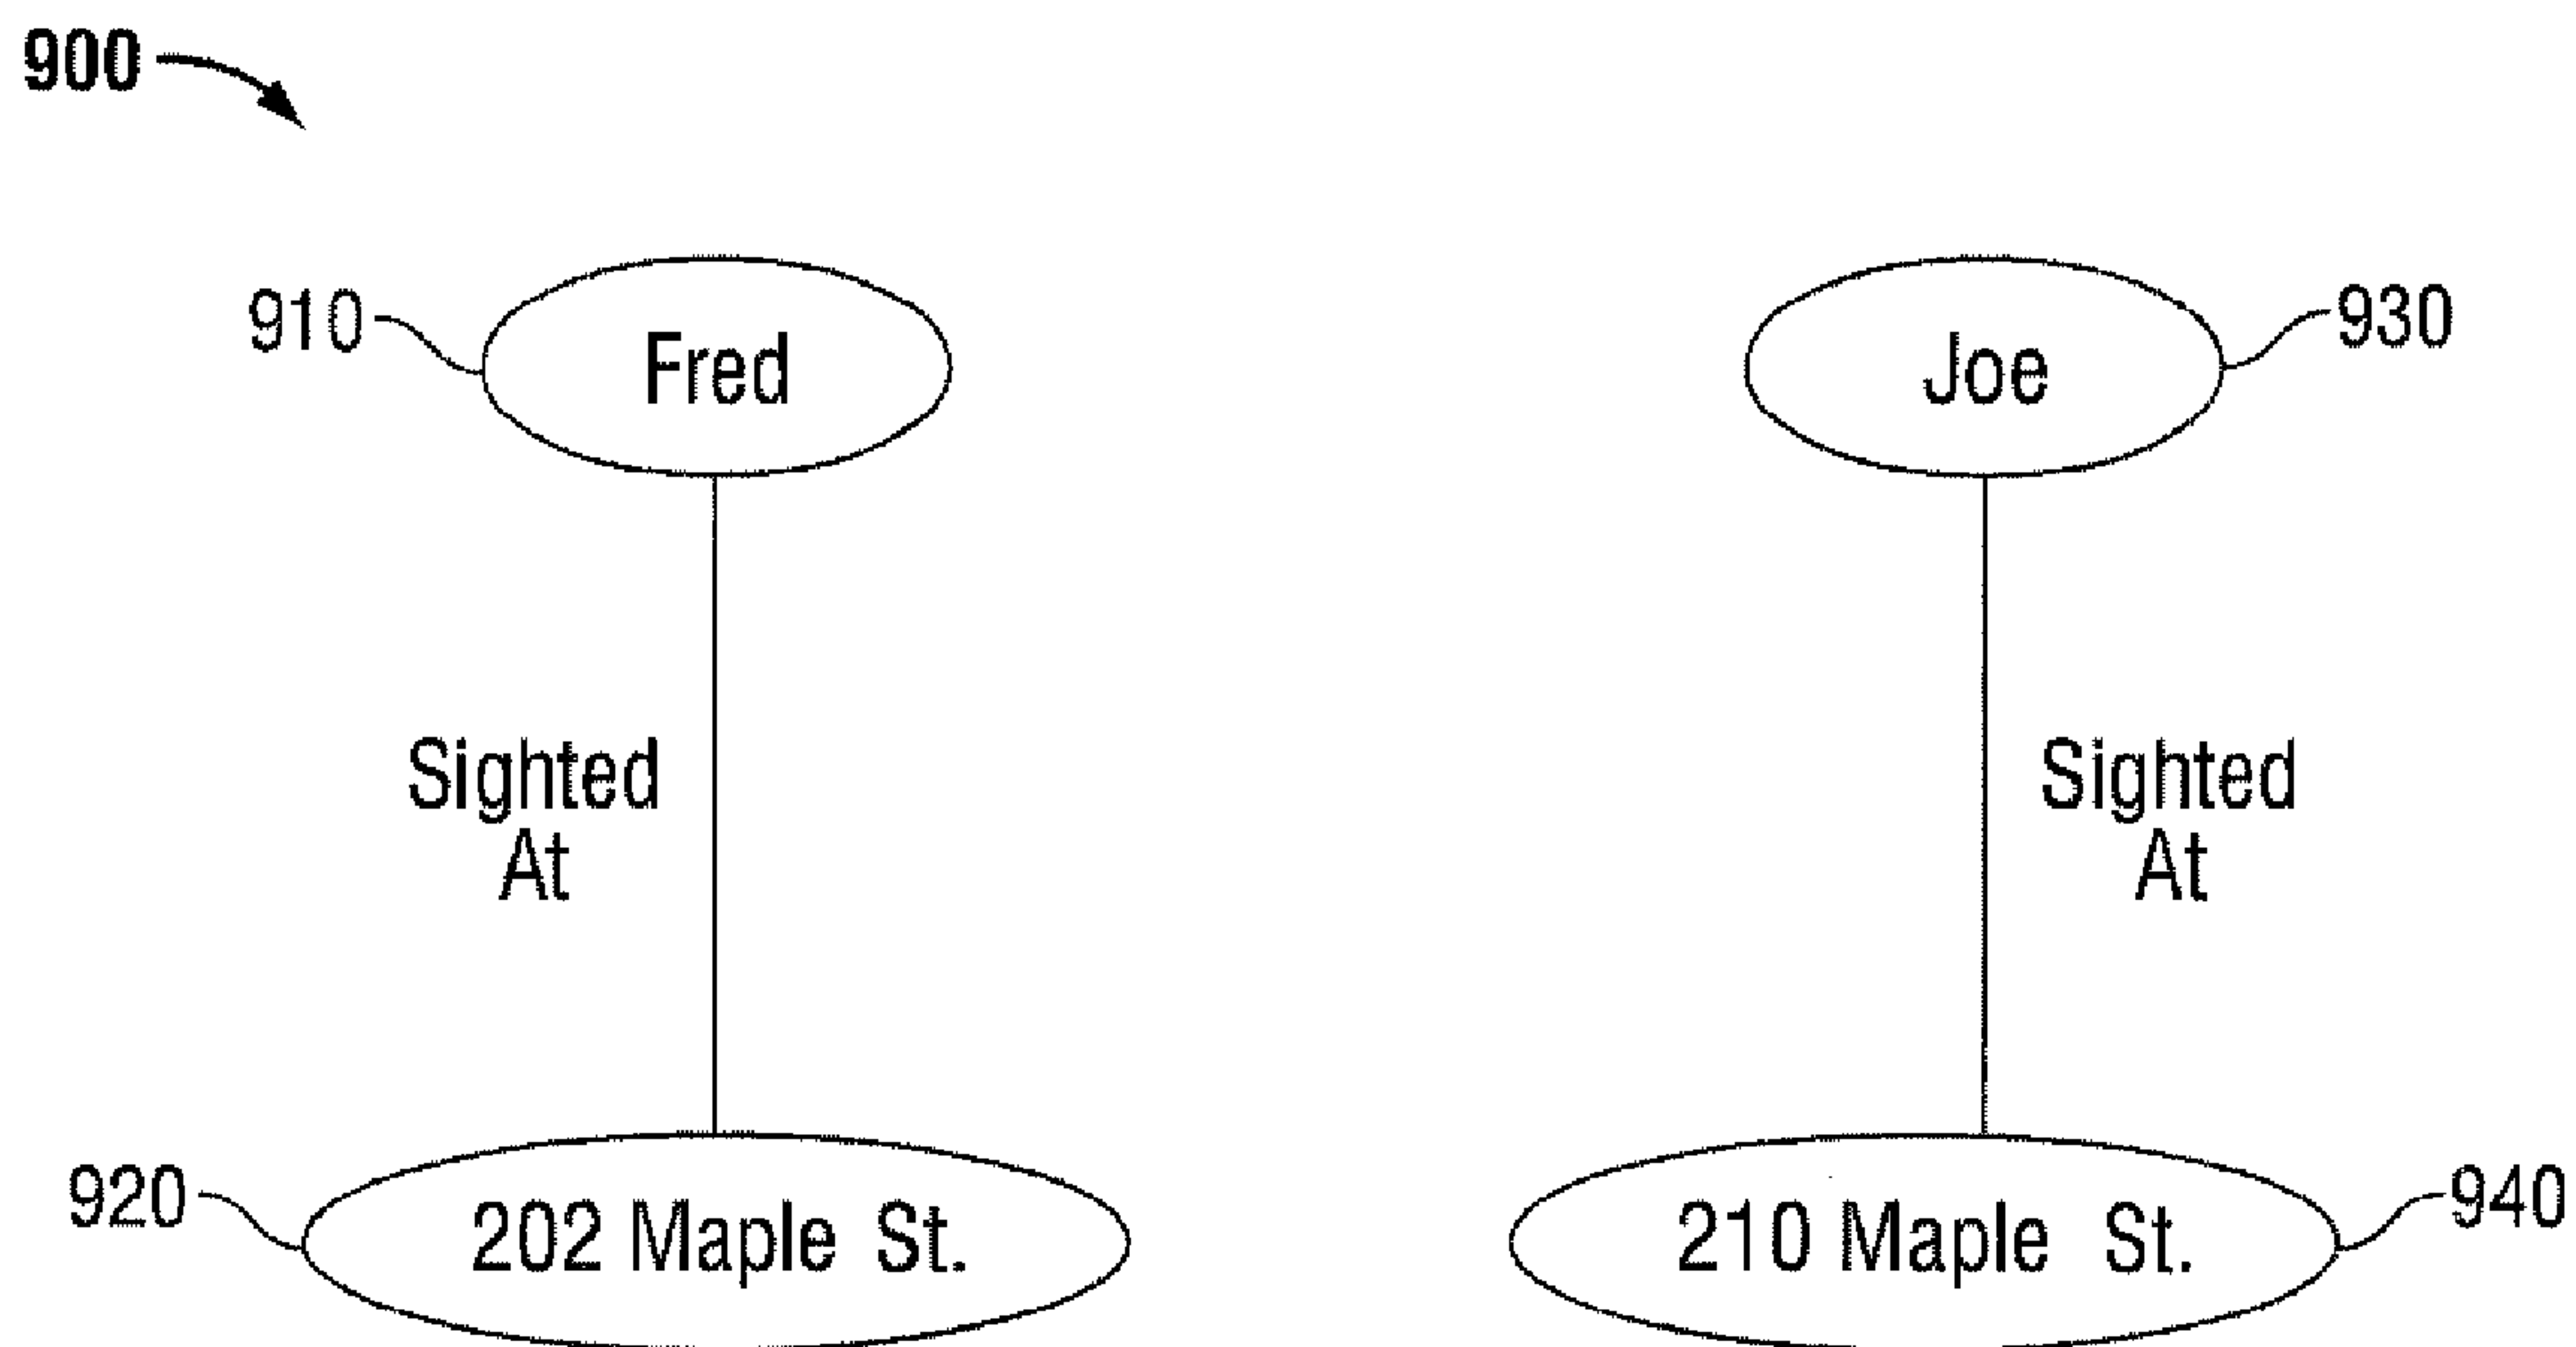 900
910
Fred
Joe
930
Sighted
At
Sighted
At
920
202 Maple St.
210 Maple St.
940